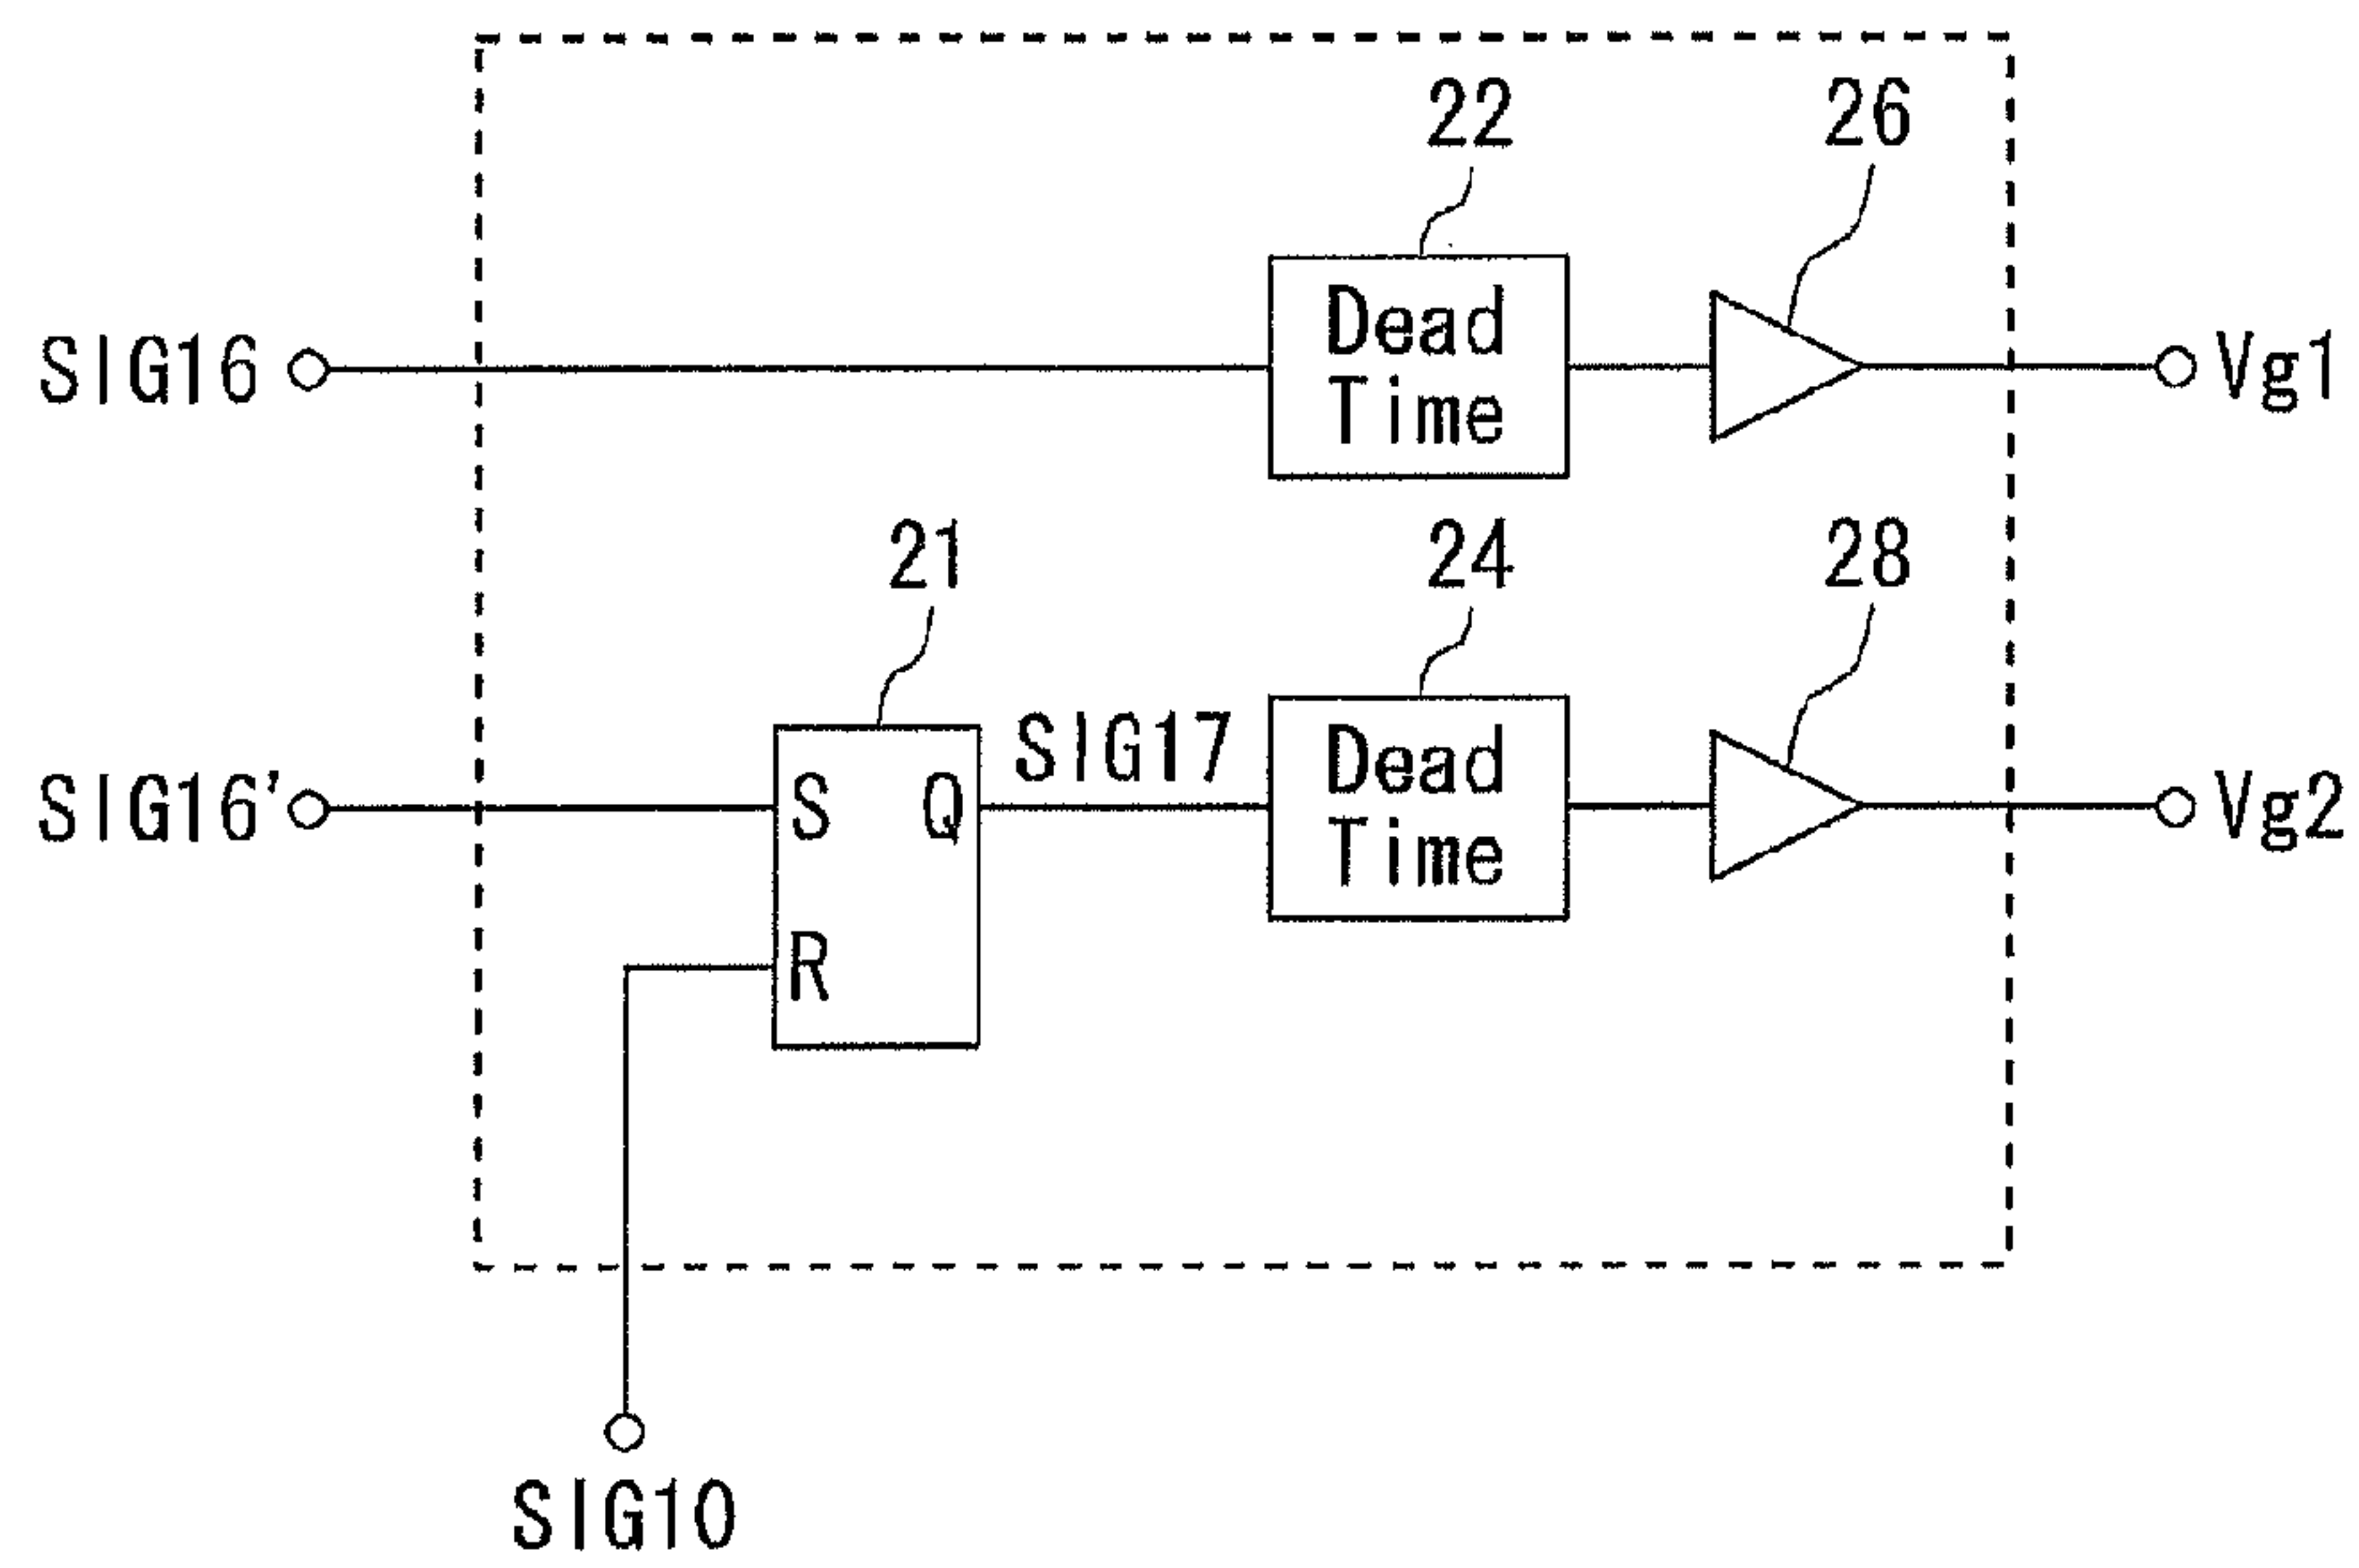 22
26
SIG16
Dead
Time
Vg1
21
24
28
SIG16'
S
Q
R
SIG17
Dead
Time
Vg2
SIG10